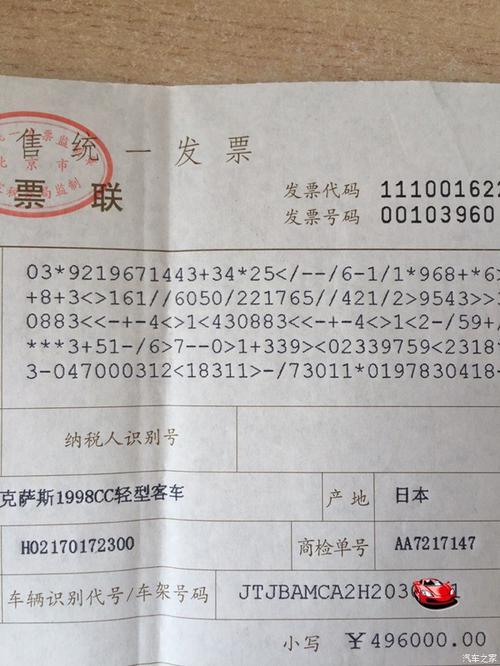 售统一发票
北京市
票联
发票代码 111001622
发票号码 00103960
03*9219671443+34*25</--/6-1/1*968+*6
+8+3<>161//6050/221765//421/2>9543>>
0883<<-+-4<>1<430883<<-+-4<>1<2-/59+/
***3+51-/6>7--0>1+339><02339759<2318*
3-047000312<18311>-/73011*0197830418-
纳税人识别号
克萨斯1998CC轻型客车 产地 日本
H02170172300 商检单号 AA7217147
车辆识别代号/车架号码 JTJBAMCA2H203 1
小写 ￥496000.00
汽车之家